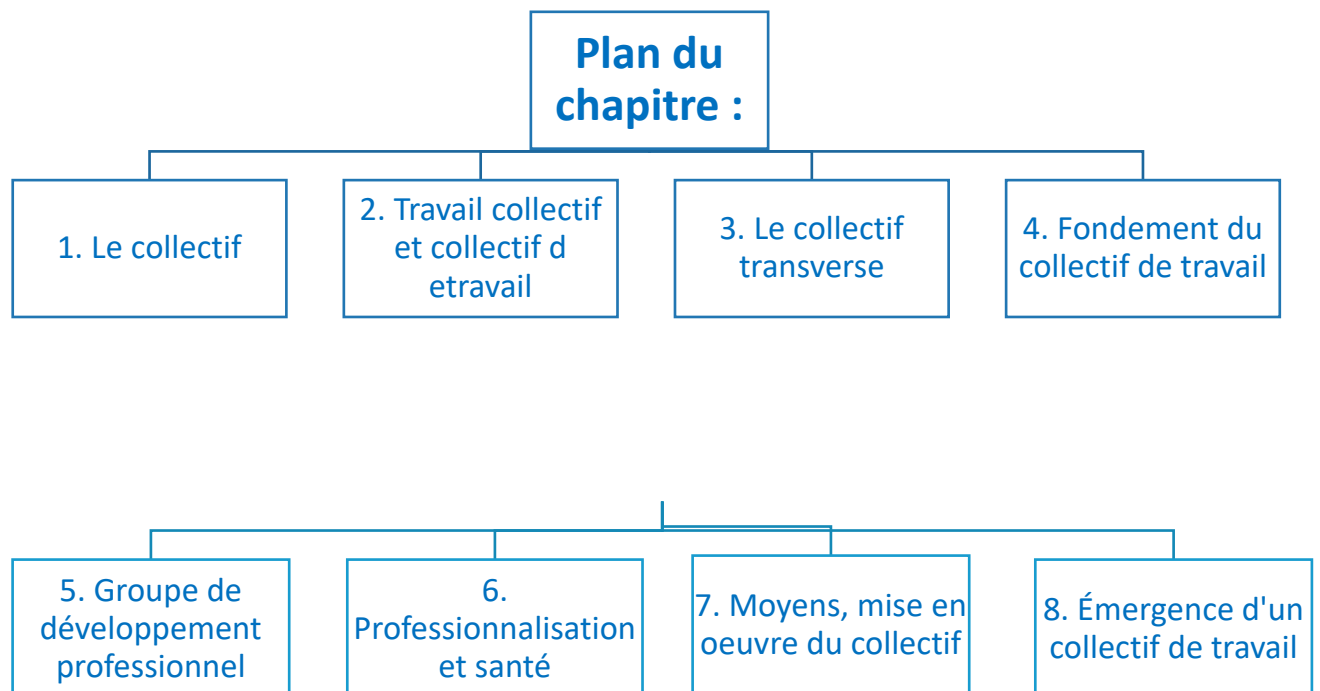 Plan du
chapitre :
1. Le collectif
2. Travail collectif
et collectif d
etravail
3. Le collectif
transverse
4. Fondement du
collectif de travail
5. Groupe de
développement
professionnel
6.
Professionnalisation
et santé
7. Moyens, mise en
oeuvre du collectif
8. Émergence d'un
collectif de travail